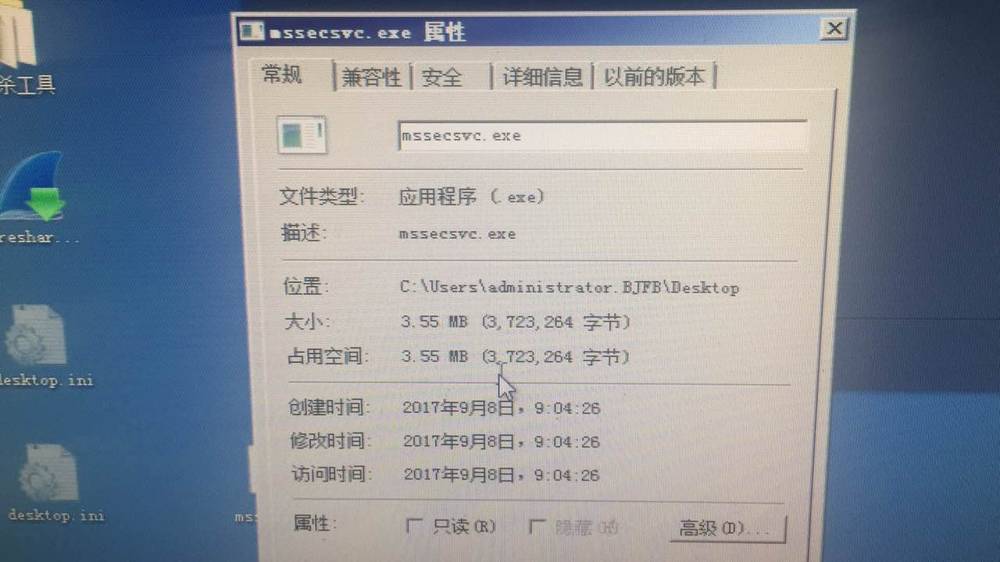 mssecsvc.exe 属性
常规 兼容性 安全 详细信息 以前的版本
mssecsvc.exe
文件类型: 应用程序 (.exe)
描述: mssecsvc.exe
位置: C:\Users\administrator.BJFB\Desktop
大小: 3.55 MB (3,723,264 字节)
占用空间: 3.55 MB (3,723,264 字节)
创建时间: 2017年9月8日，9:04:26
修改时间: 2017年9月8日，9:04:26
访问时间: 2017年9月8日，9:04:26
属性: 只读(R) 隐藏(H) 高级(D)...
杀工具
reshar...
desktop.ini
desktop.ini
ms